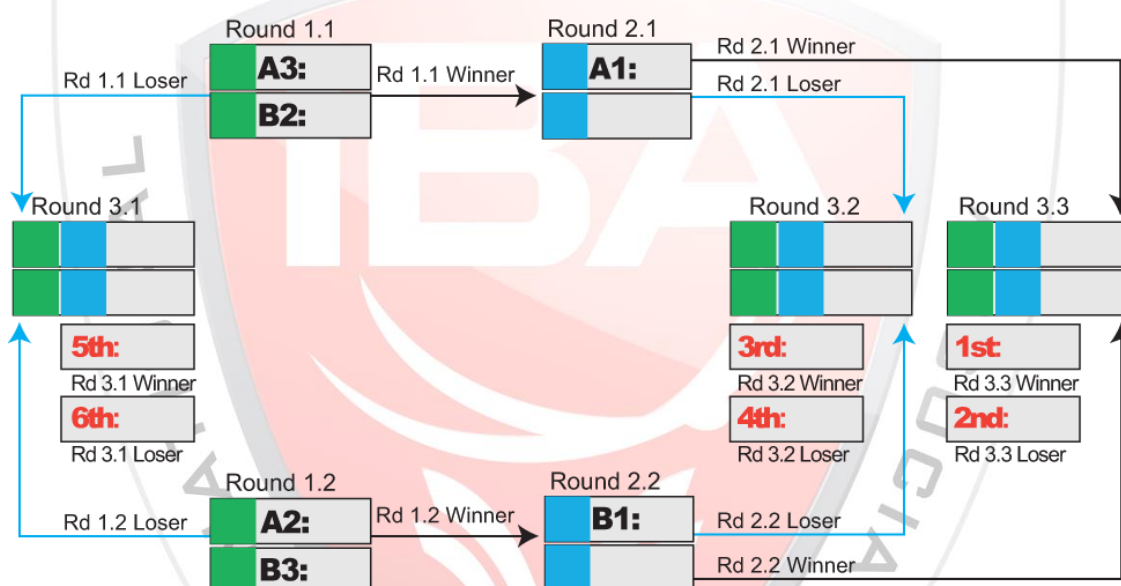 Round 1.1
A3:
B2:
Rd 1.1 Loser
Rd 1.1 Winner
Round 2.1
A1:
Rd 2.1 Winner
Rd 2.1 Loser
IBA
Round 3.1
5th:
Rd 3.1 Winner
6th:
Rd 3.1 Loser
Round 3.2
3rd:
Rd 3.2 Winner
4th:
Rd 3.2 Loser
Round 3.3
1st:
Rd 3.3 Winner
2nd:
Rd 3.3 Loser
Round 1.2
A2:
B3:
Rd 1.2 Loser
Rd 1.2 Winner
Round 2.2
B1:
Rd 2.2 Loser
Rd 2.2 Winner